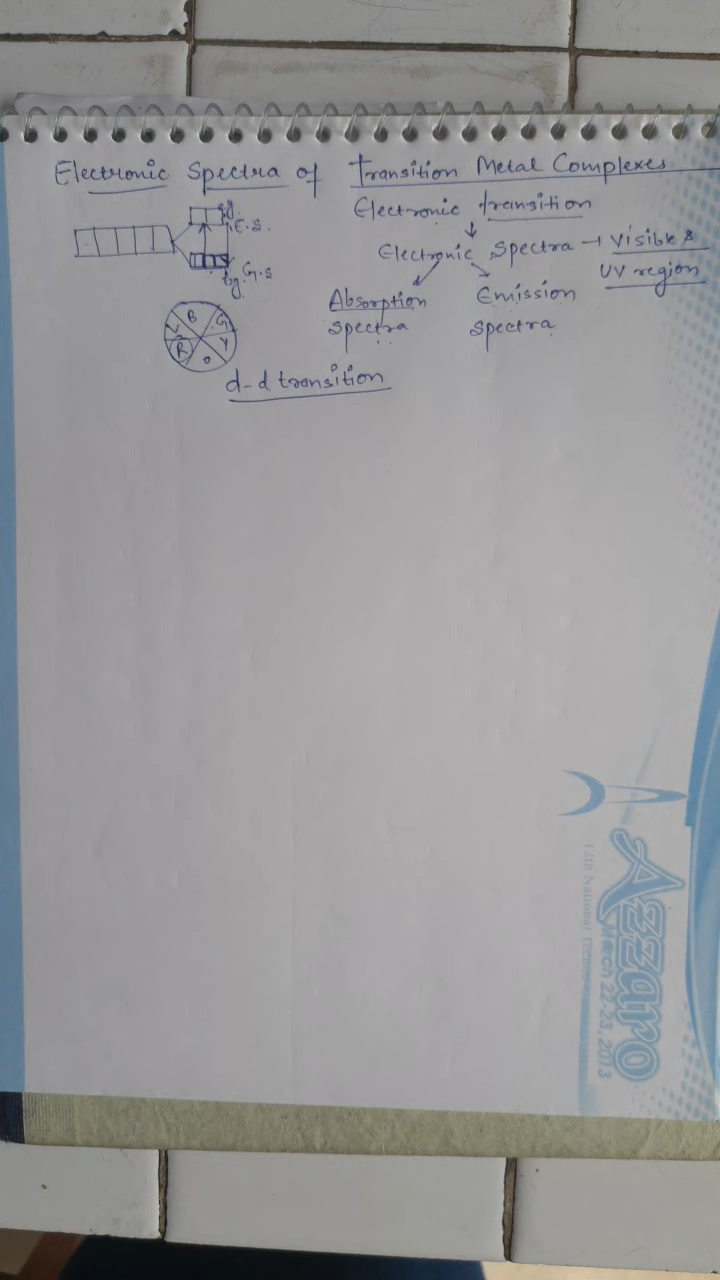 Electronic Spectra of Transition Metal Complexes
eg.
E.S.
t2g. G.S
Electronic transition
Electronic Spectra → Visible &
UV region
Absorption Emission
Spectra Spectra
V B G
R O Y
d-d transition
Azzaro
March 22-23, 2013
12th National